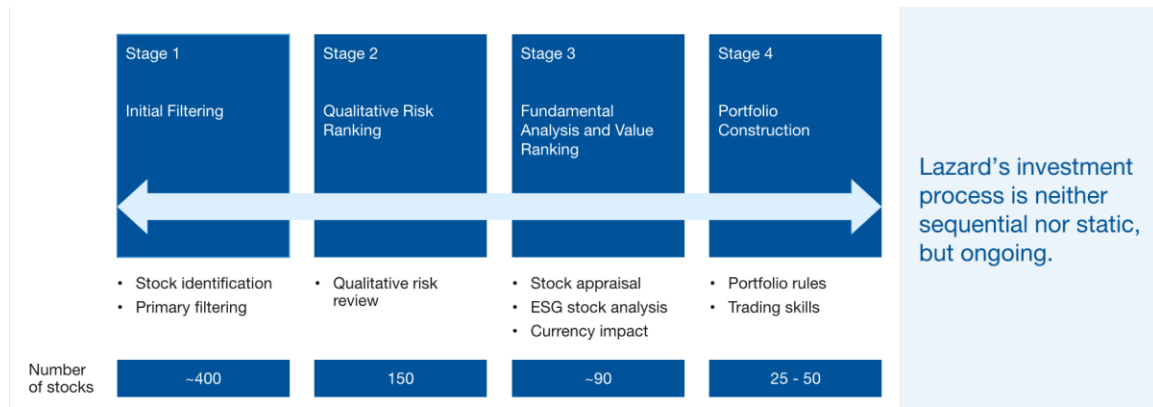 Stage 1
Initial Filtering
Stage 2
Qualitative Risk
Ranking
Stage 3
Fundamental
Analysis and Value
Ranking
Stage 4
Portfolio
Construction
Lazard’s investment
process is neither
sequential nor static,
but ongoing.
• Stock identification
• Primary filtering
• Qualitative risk
review
• Stock appraisal
• ESG stock analysis
• Currency impact
• Portfolio rules
• Trading skills
Number
of stocks
~400
150
~90
25 - 50